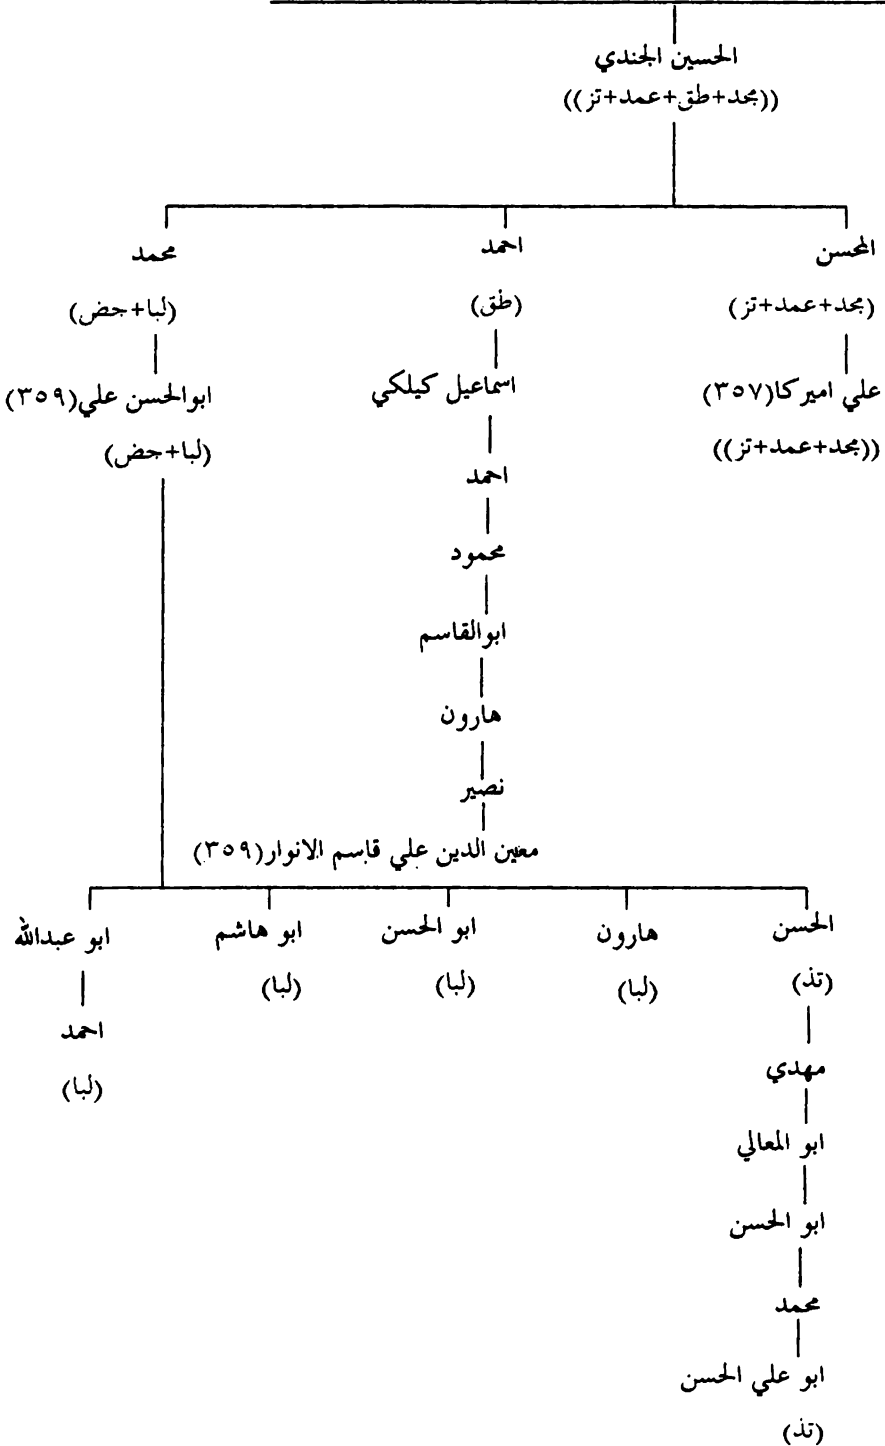 الحسين الجندي
((مجد+طق+عمد+تز))
المحسن
احمد
محمد
(مجد+عمد+تز)
(طق)
(لبا+حض)
علي اميركا(٣٥٧)
اسماعيل كيلكي
ابوالحسن علي(٣٥٩)
((مجد+عمد+تز))
(لبا+حض)
احمد
محمود
ابوالقاسم
هارون
نصير
معين الدين علي قاسم الانوار(٣٥٩)
الحسن
هارون
ابو الحسن
ابو هاشم
ابو عبدالله
(تذ)
(لبا)
(لبا)
(لبا)
احمد
مهدي
(لبا)
ابو المعالي
ابو الحسن
محمد
ابو علي الحسن
(تذ)